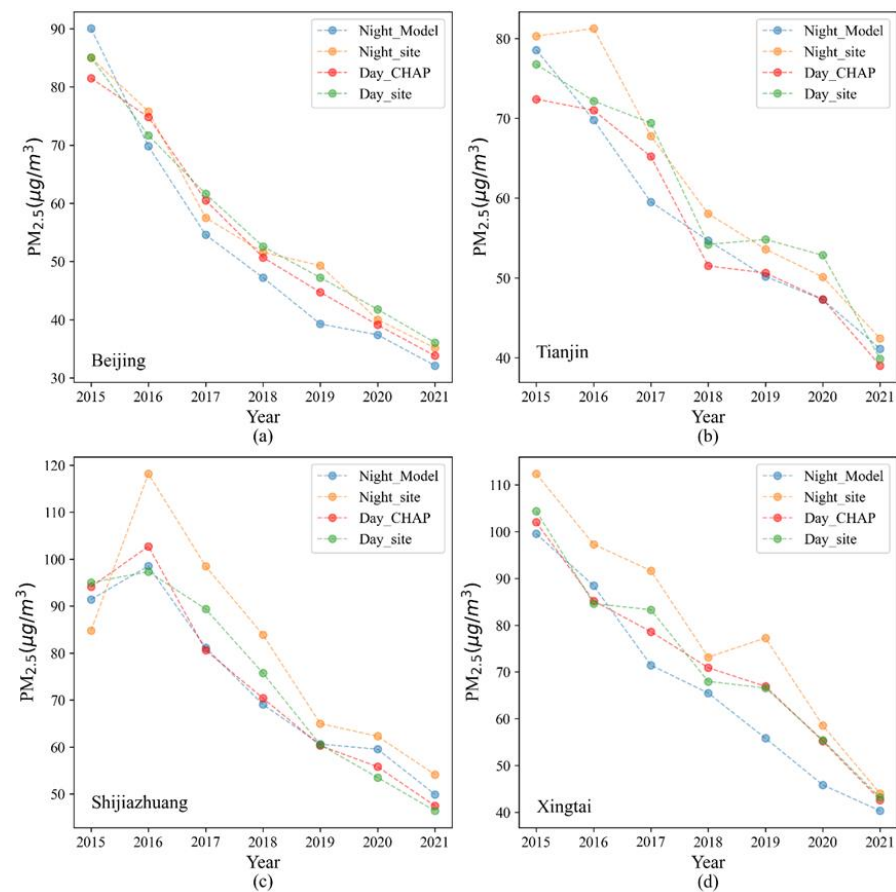 90
80
70
60
50
40
30
PM2.5(μg/m³)
Night_Model
Night_site
Day_CHAP
Day_site
Beijing
2015 2016 2017 2018 2019 2020 2021
Year
(a)
80
70
60
50
40
PM2.5(μg/m³)
Night_Model
Night_site
Day_CHAP
Day_site
Tianjin
2015 2016 2017 2018 2019 2020 2021
Year
(b)
120
110
100
90
80
70
60
50
PM2.5(μg/m³)
Night_Model
Night_site
Day_CHAP
Day_site
Shijiazhuang
2015 2016 2017 2018 2019 2020 2021
Year
(c)
110
100
90
80
70
60
50
40
PM2.5(μg/m³)
Night_Model
Night_site
Day_CHAP
Day_site
Xingtai
2015 2016 2017 2018 2019 2020 2021
Year
(d)